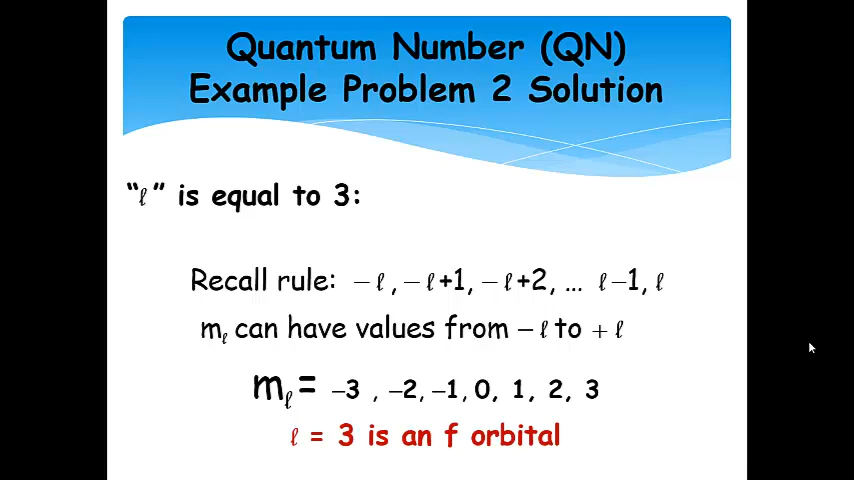 Quantum Number (QN)
Example Problem 2 Solution
“ℓ” is equal to 3:
Recall rule: −ℓ, −ℓ+1, −ℓ+2, … ℓ−1, ℓ
mℓ can have values from −ℓ to +ℓ
mℓ = −3 , −2, −1, 0, 1, 2, 3
ℓ = 3 is an f orbital